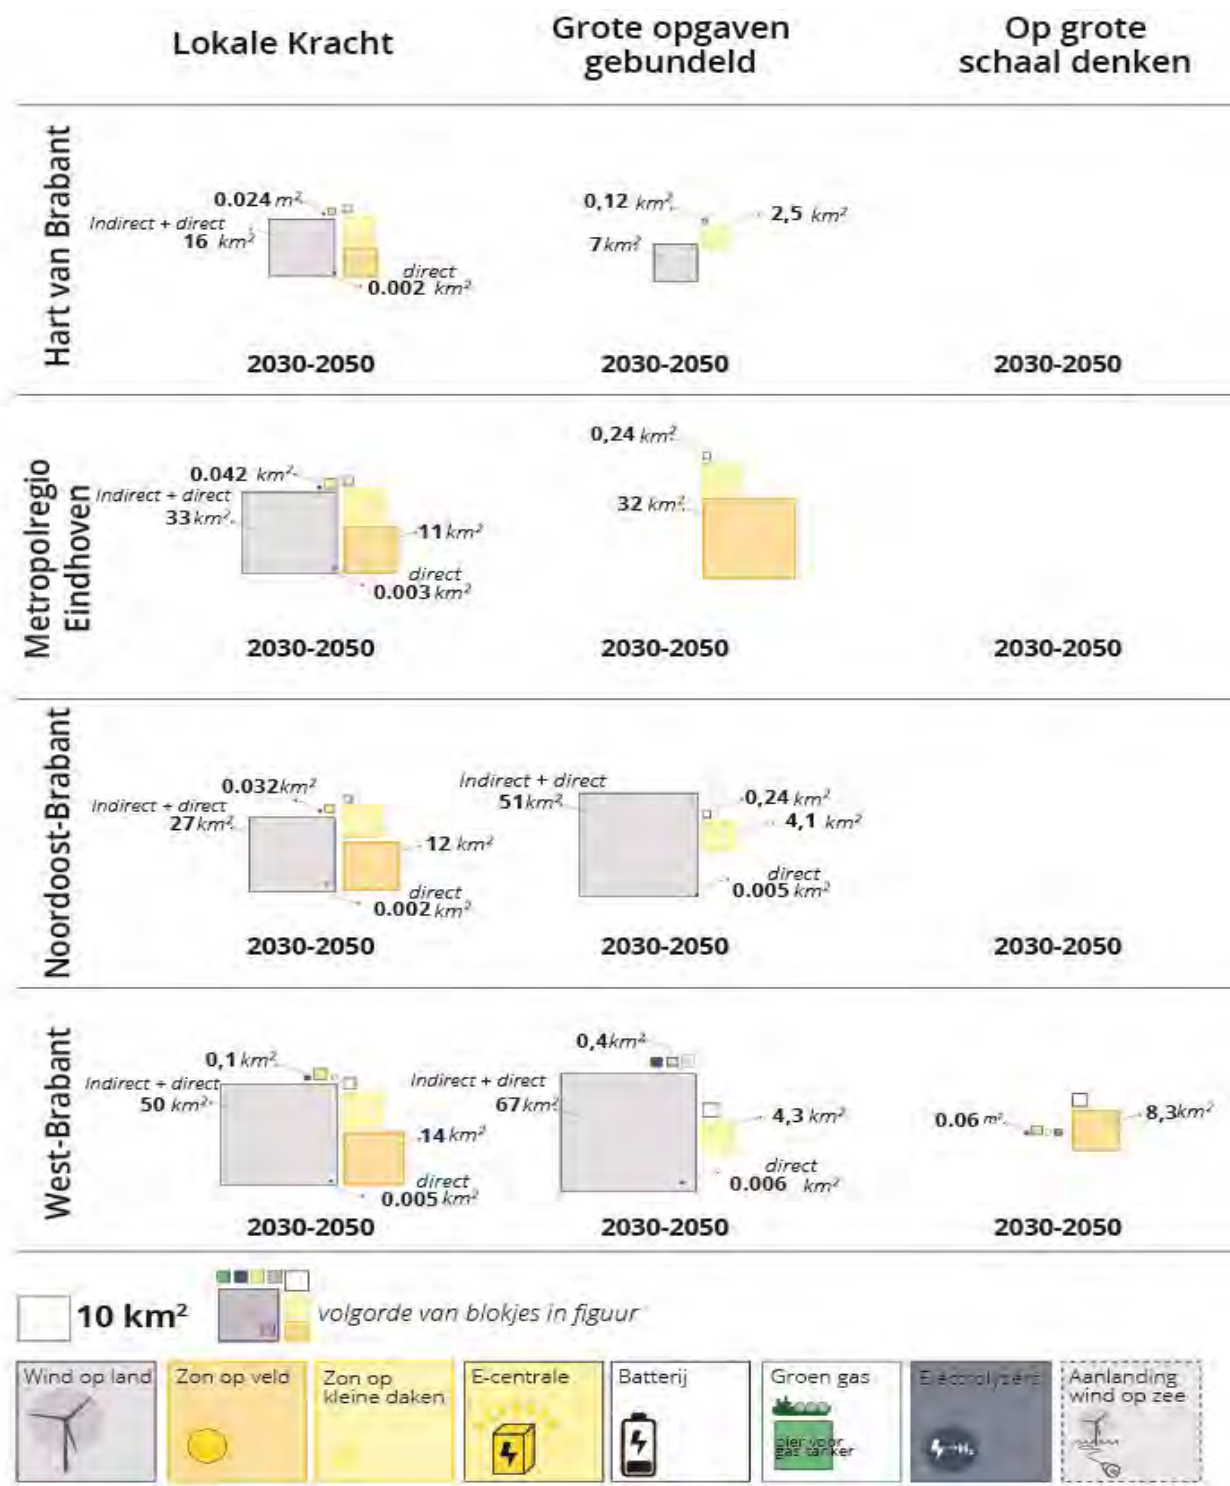 Lokale Kracht
Grote opgaven
gebundeld
Op grote
schaal denken
Hart van Brabant
0.024 m²
Indirect + direct
16 km²
direct
0.002 km²
2030-2050
0,12 km²
2,5 km²
7 km²
2030-2050
2030-2050
Metropolregio
Eindhoven
0.042 km²
Indirect + direct
33 km²
11 km²
direct
0.003 km²
2030-2050
0,24 km²
32 km²
2030-2050
2030-2050
Noordoost-Brabant
0.032 km²
Indirect + direct
27 km²
12 km²
direct
0.002 km²
2030-2050
Indirect + direct
51 km²
0,24 km²
4,1 km²
direct
0.005 km²
2030-2050
2030-2050
West-Brabant
0,1 km²
Indirect + direct
50 km²
14 km²
direct
0.005 km²
2030-2050
0,4 km²
Indirect + direct
67 km²
4,3 km²
direct
0.006 km²
2030-2050
0.06 m²
8,3 km²
2030-2050
10 km²
volgorde van blokjes in figuur
Wind op land
Zon op veld
Zon op
kleine daken
E-centrale
Batterij
Groen gas
pier voor
gas tanker
Electrolyzers
H₂
Aanlanding
wind op zee